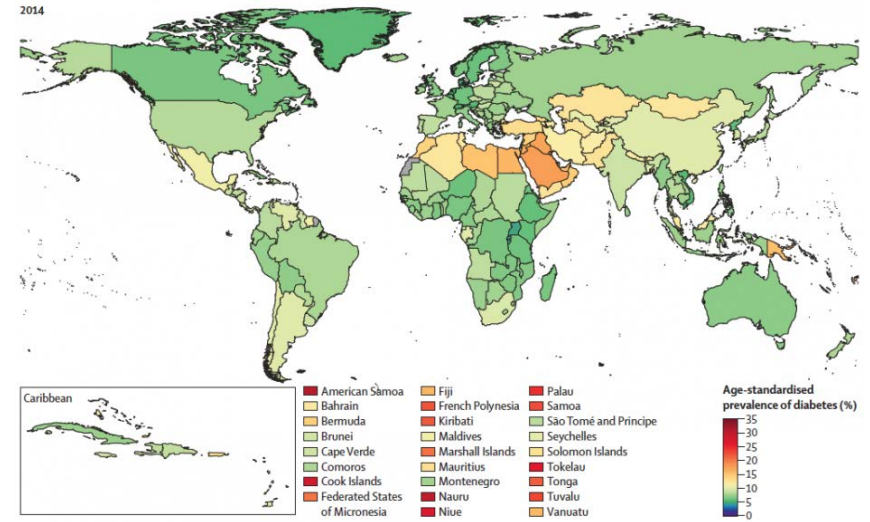 2014
Caribbean
American Samoa
Bahrain
Bermuda
Brunei
Cape Verde
Comoros
Cook Islands
Federated States
of Micronesia
Fiji
French Polynesia
Kiribati
Maldives
Marshall Islands
Mauritius
Montenegro
Nauru
Niue
Palau
Samoa
São Tomé and Principe
Seychelles
Solomon Islands
Tokelau
Tonga
Tuvalu
Vanuatu
Age-standardised
prevalence of diabetes (%)
35
30
25
20
15
10
5
0